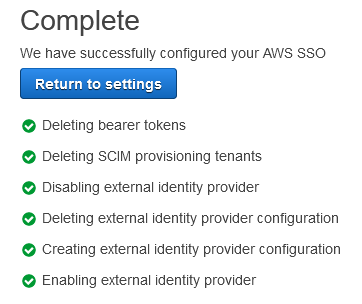 Complete
We have successfully configured your AWS SSO
Return to settings
Deleting bearer tokens
Deleting SCIM provisioning tenants
Disabling external identity provider
Deleting external identity provider configuration
Creating external identity provider configuration
Enabling external identity provider